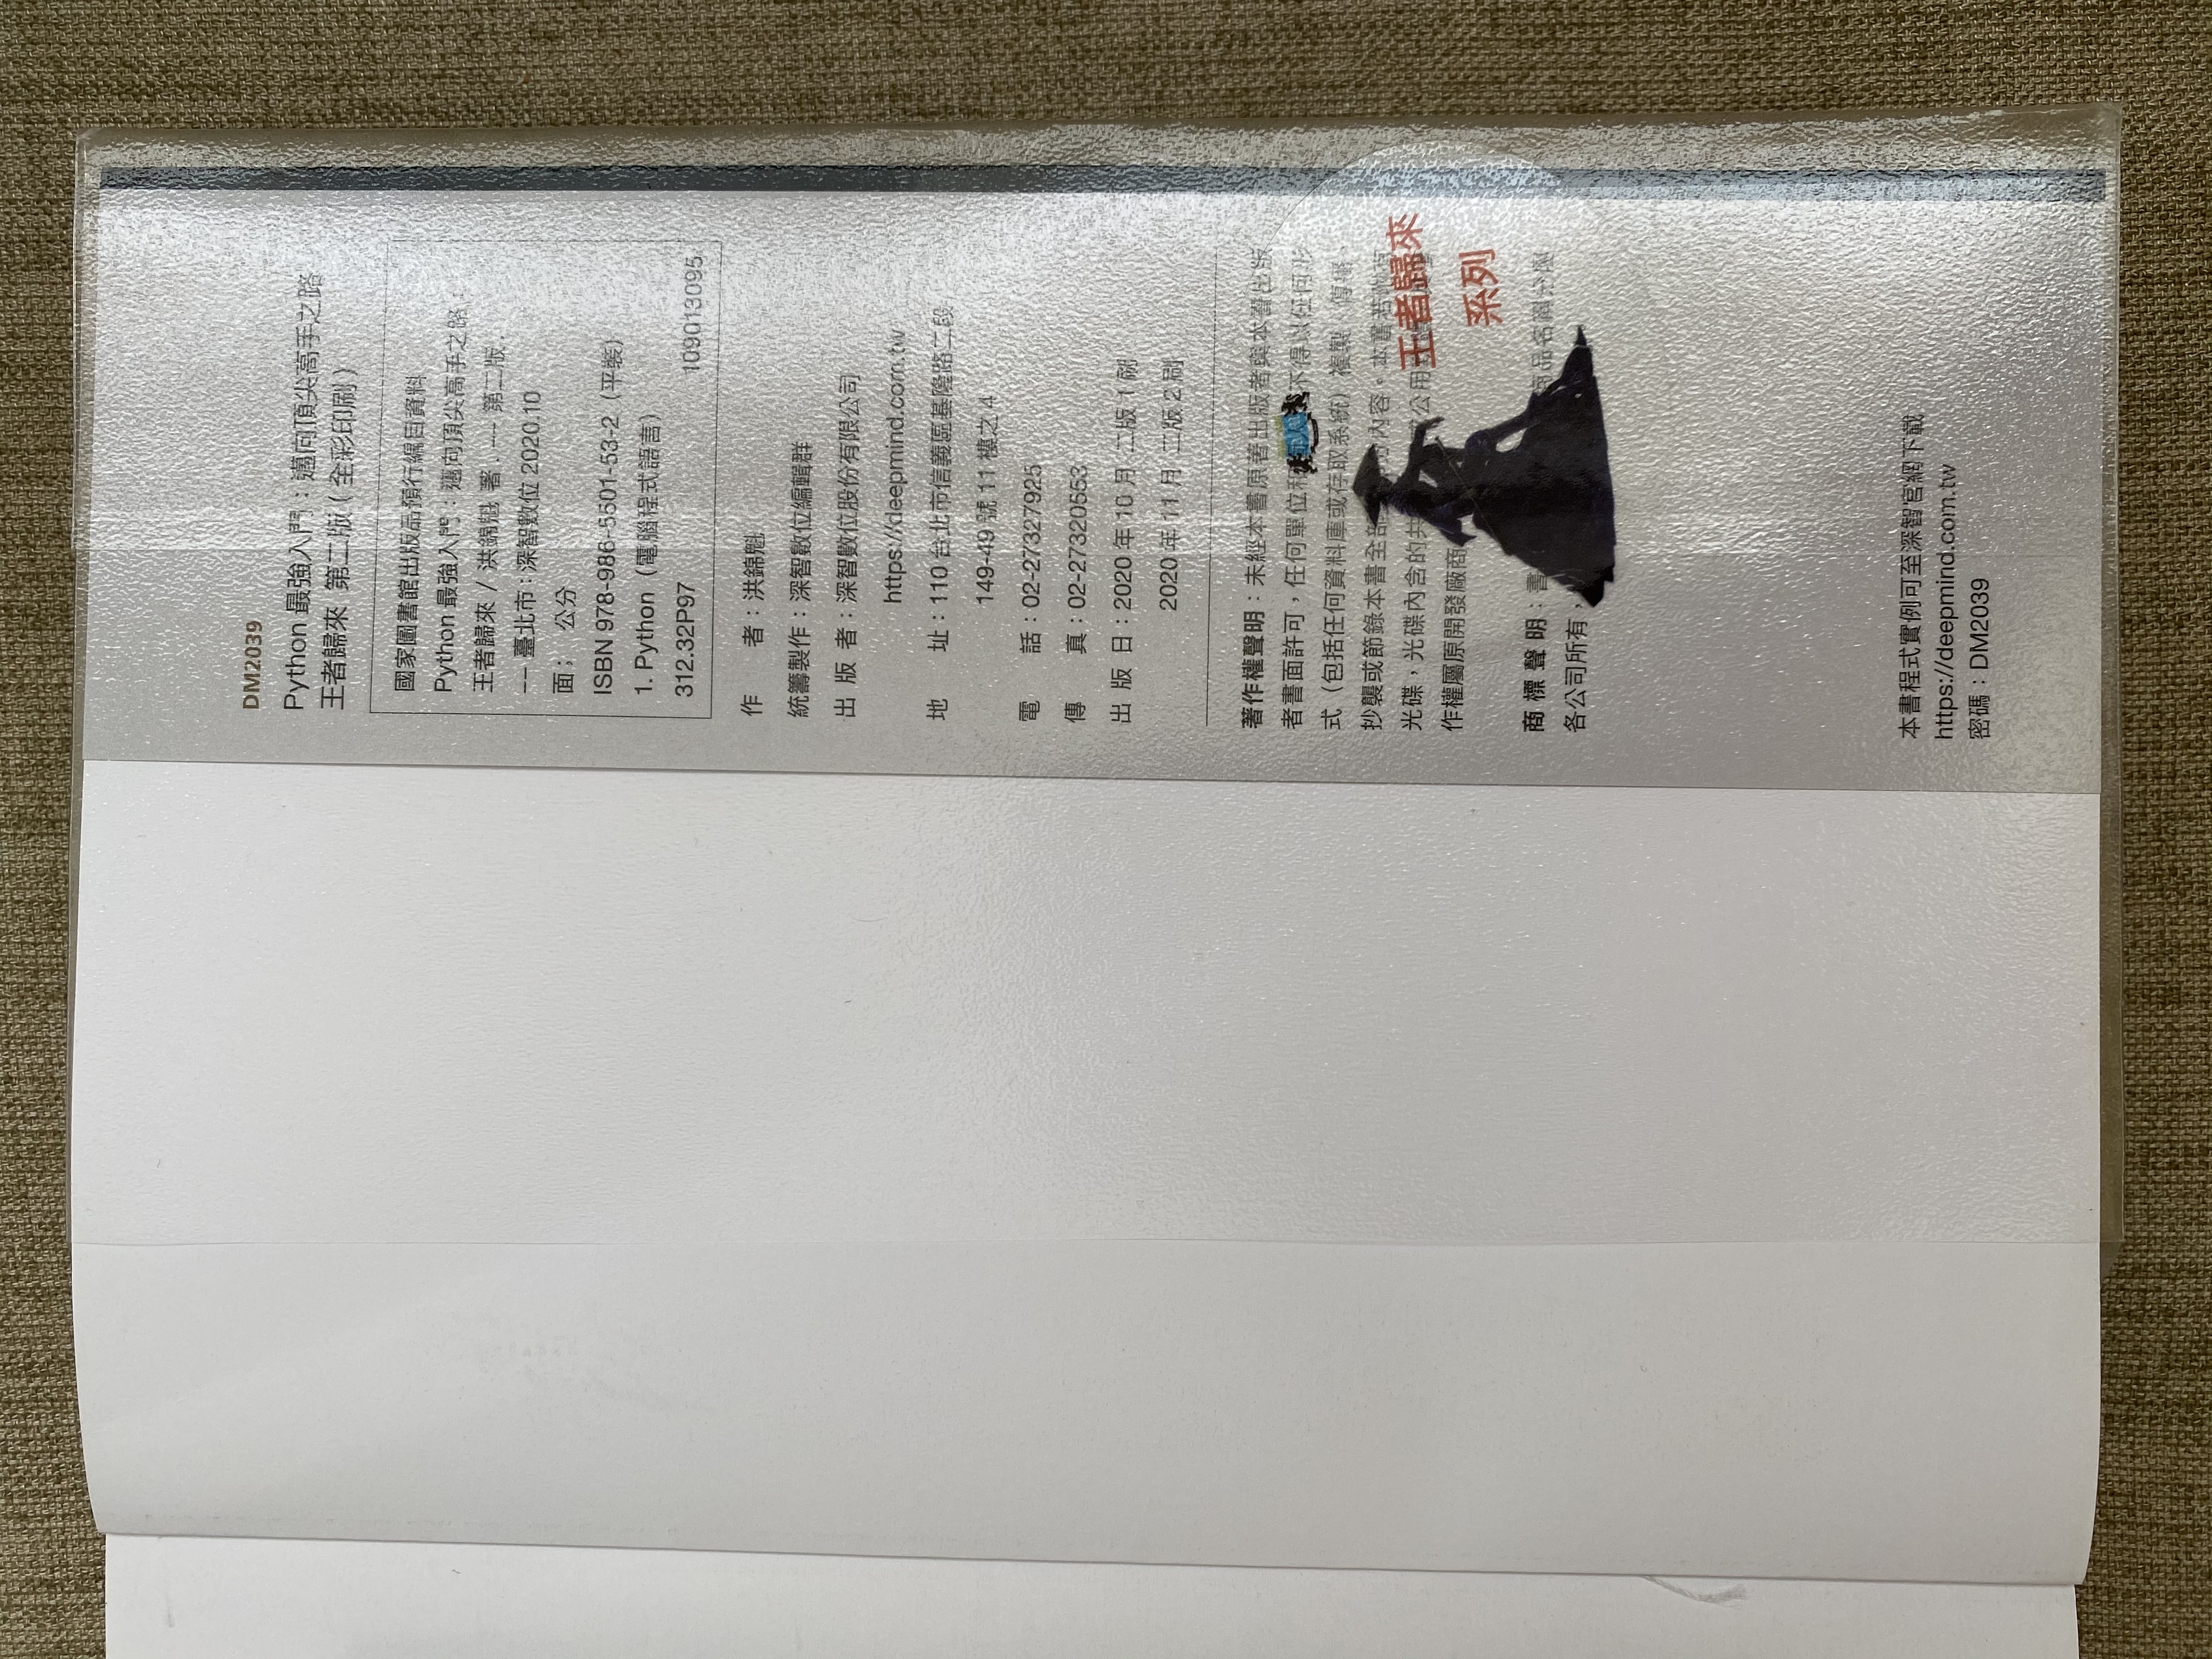 DM2039
Python 最強入門：邁向頂尖高手之路
王者歸來 第二版（全彩印刷）
國家圖書館出版品預行編目資料
Python 最強入門：邁向頂尖高手之路：
王者歸來 / 洪錦魁 著 . -- 第二版 .
-- 臺北市：深智數位 2020.10
面； 公分
ISBN 978-986-5501-53-2（平裝）
1. Python（電腦程式語言）
312.32P97 109013095
作 者：洪錦魁
統籌製作：深智數位編輯群
出 版 者：深智數位股份有限公司
https://deepmind.com.tw
地 址：110 台北市信義區基隆路二段
149-49 號 11 樓之 4
電 話：02-27327925
傳 真：02-27320553
出 版 日：2020 年 10 月 二版 1 刷
2020 年 11 月 二版 2 刷
著作權聲明：未經本書原著出版者與本書出版
者書面許可，任何單位和 不得以任何形
式（包括任何資料庫或存取系統）複製、傳播、
抄襲或節錄本書全部 內容。本書若附有
光碟，光碟內含的共 公用
作權屬原開發廠商
王者歸來
系列
商 標 聲 明：書 商品名屬
各公司所有，
本書程式實例可至深智官網下載
https://deepmind.com.tw
密碼：DM2039